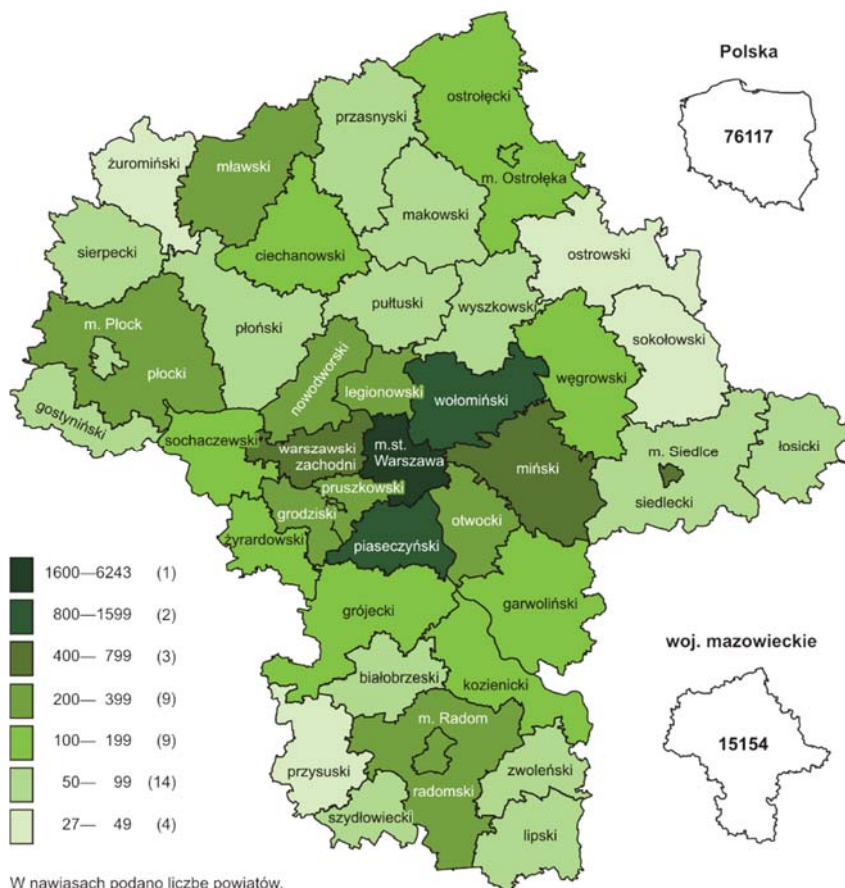 Polska
76117
ostrołęcki
przasnyski
żuromiński
mławski
m. Ostrołęka
makowski
sierpecki
ciechanowski
ostrowski
pułtuski
wyszkowski
m. Płock
płoński
sokołowski
płocki
nowodworski
legionowski
wołomiński
węgrowski
gostyniński
sochaczewski
warszawski
zachodni
m.st.
Warszawa
miński
m. Siedlce
łosicki
pruszkowski
siedlecki
grodziski
otwocki
żyrardowski
piaseczyński
garwoliński
grójecki
białobrzeski
kozienicki
m. Radom
przysuski
zwoleński
radomski
szydłowiecki
lipski
woj. mazowieckie
15154
1600—6243 (1)
800—1599 (2)
400— 799 (3)
200— 399 (9)
100— 199 (9)
50— 99 (14)
27— 49 (4)
W nawiasach podano liczbę powiatów.